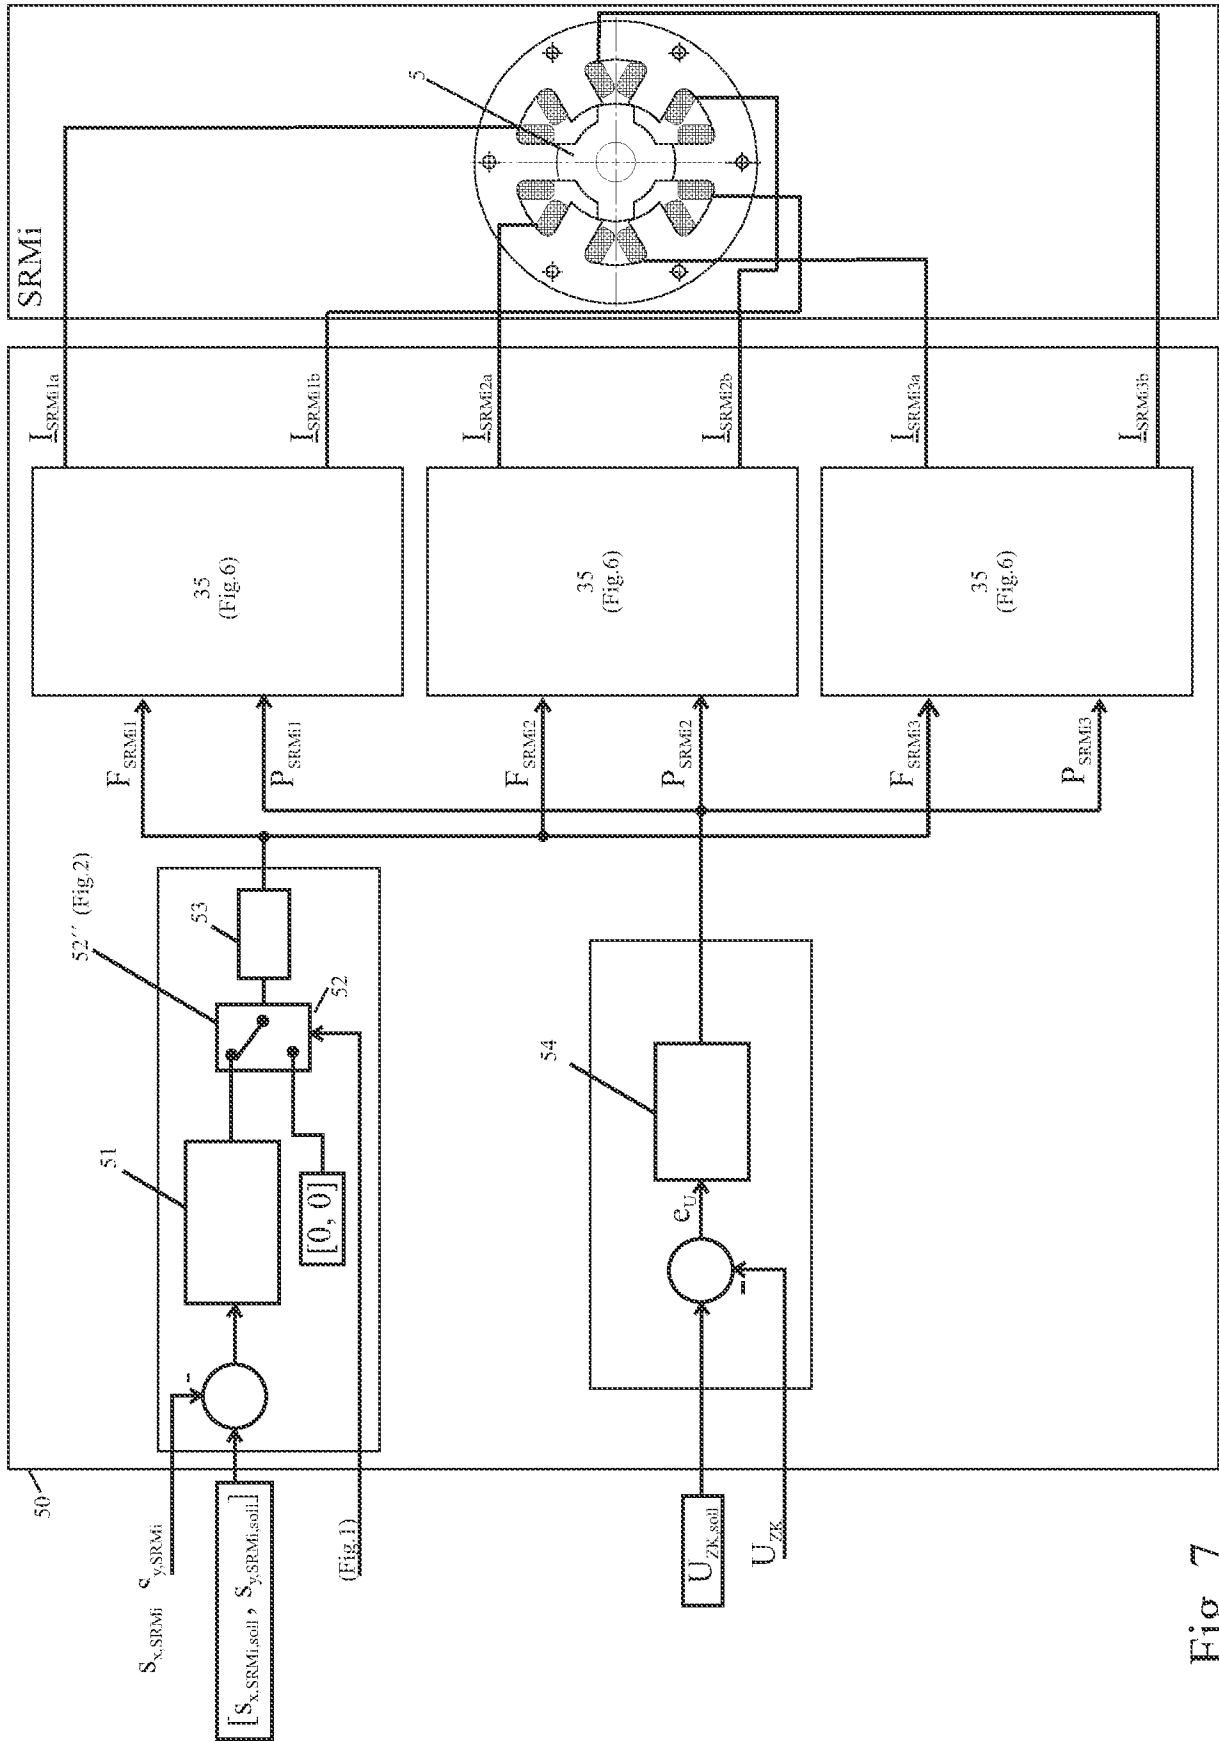 SRMi
5
I_SRMi1a
I_SRMi1b
I_SRMi2a
I_SRMi2b
I_SRMi3a
I_SRMi3b
35
(Fig.6)
35
(Fig.6)
35
(Fig.6)
F_SRMi1
P_SRMi1
F_SRMi2
P_SRMi2
F_SRMi3
P_SRMi3
52′′ (Fig.2)
53
52
51
[0, 0]
-
54
e_U
-
50
s_x,SRMi s_y,SRMi
[s_x,SRMi,soll, s_y,SRMi,soll]
(Fig.1)
U_ZK,soll
U_ZK
Fig. 7